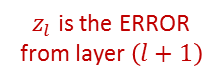 z_l is the ERROR
from layer (l + 1)